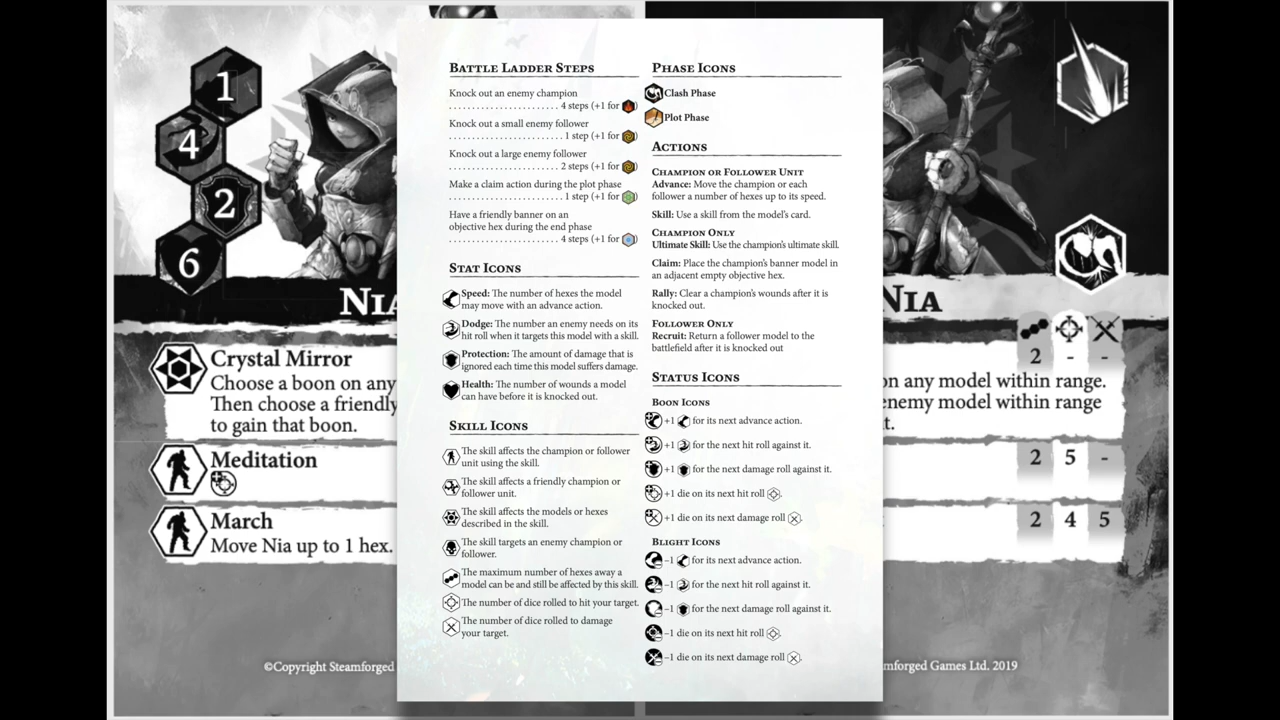 1
4
2
6
NIA
Crystal Mirror
Choose a boon on any
Then choose a friendly
to gain that boon.
Meditation
March
Move Nia up to 1 hex.
©Copyright Steamforged
BATTLE LADDER STEPS
Knock out an enemy champion
. . . . . . . . . . . . . . . . . . . . . . . . 4 steps (+1 for )
Knock out a small enemy follower
. . . . . . . . . . . . . . . . . . . . . . . . . 1 step (+1 for )
Knock out a large enemy follower
. . . . . . . . . . . . . . . . . . . . . . . . 2 steps (+1 for )
Make a claim action during the plot phase
. . . . . . . . . . . . . . . . . . . . . . . . . 1 step (+1 for )
Have a friendly banner on an
objective hex during the end phase
. . . . . . . . . . . . . . . . . . . . . . . . 4 steps (+1 for )
STAT ICONS
Speed: The number of hexes the model
may move with an advance action.
Dodge: The number an enemy needs on its
hit roll when it targets this model with a skill.
Protection: The amount of damage that is
ignored each time this model suffers damage.
Health: The number of wounds a model
can have before it is knocked out.
SKILL ICONS
The skill affects the champion or follower
unit using the skill.
The skill affects a friendly champion or
follower unit.
The skill affects the models or hexes
described in the skill.
The skill targets an enemy champion or
follower.
The maximum number of hexes away a
model can be and still be affected by this skill.
The number of dice rolled to hit your target.
The number of dice rolled to damage
your target.
PHASE ICONS
Clash Phase
Plot Phase
ACTIONS
CHAMPION OR FOLLOWER UNIT
Advance: Move the champion or each
follower a number of hexes up to its speed.
Skill: Use a skill from the model's card.
CHAMPION ONLY
Ultimate Skill: Use the champion's ultimate skill.
Claim: Place the champion's banner model in
an adjacent empty objective hex.
Rally: Clear a champion's wounds after it is
knocked out.
FOLLOWER ONLY
Recruit: Return a follower model to the
battlefield after it is knocked out
STATUS ICONS
BOON ICONS
+1 for its next advance action.
+1 for the next hit roll against it.
+1 for the next damage roll against it.
+1 die on its next hit roll .
+1 die on its next damage roll .
BLIGHT ICONS
–1 for its next advance action.
–1 for the next hit roll against it.
–1 for the next damage roll against it.
–1 die on its next hit roll .
–1 die on its next damage roll .
NIA
2 - -
on any model within range.
enemy model within range
t.
2 5 -
2 4 5
mforged Games Ltd. 2019